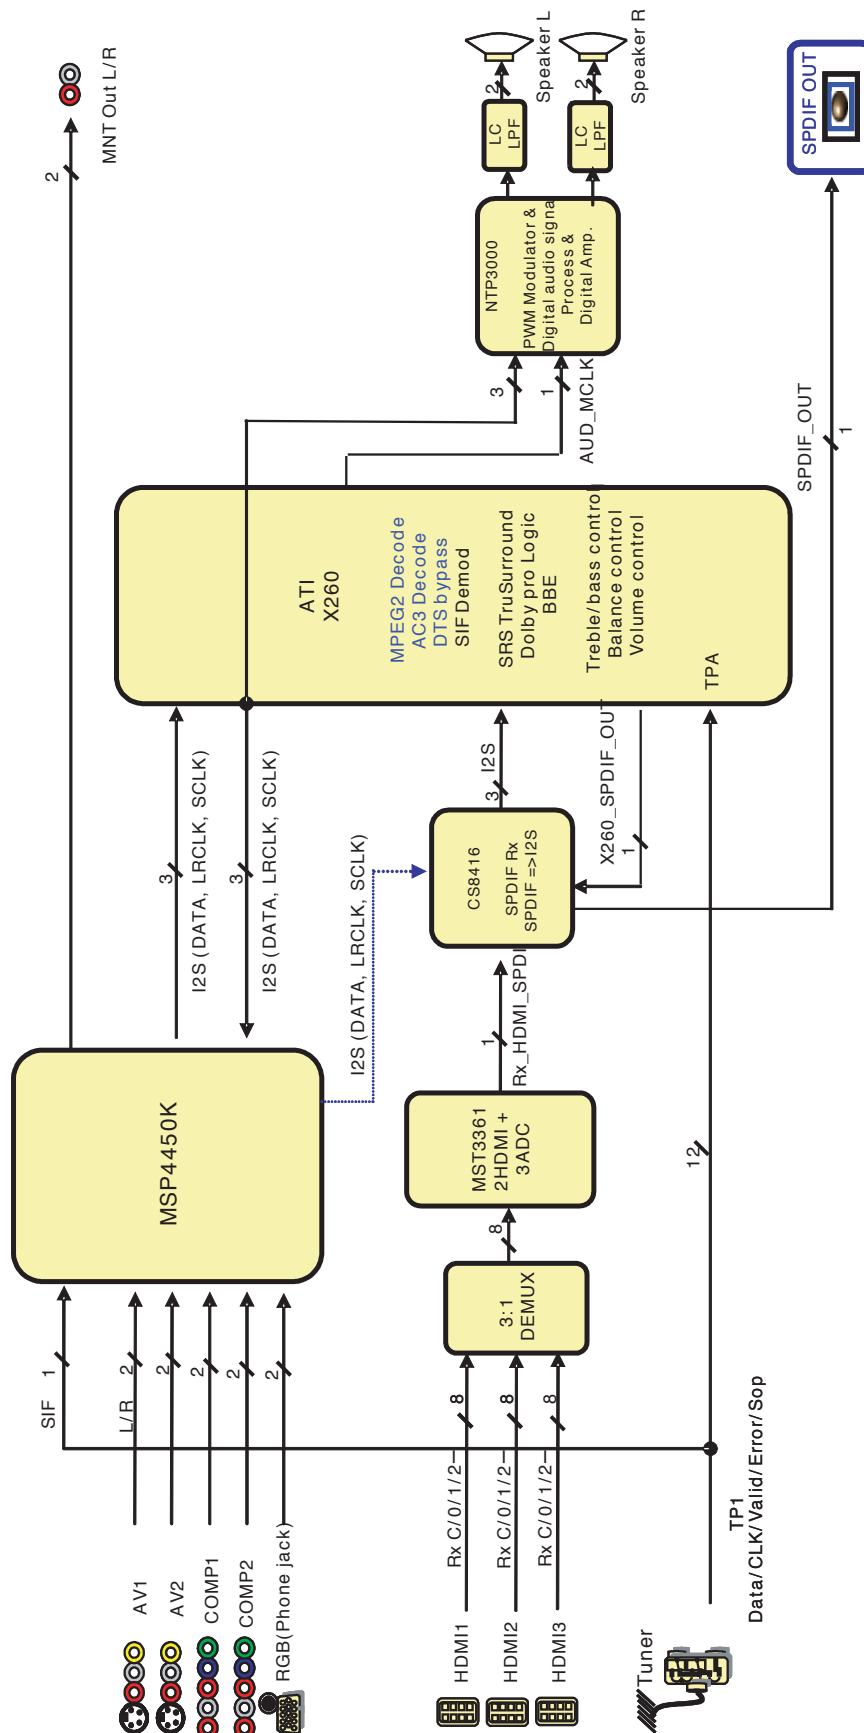 AV1
AV2
COMP1
COMP2
RGB(Phone jack)
HDMI1
HDMI2
HDMI3
Tuner
TP1
Data/CLK/Valid/Error/Sop
SIF
1
L/R
2
2
2
2
2
Rx C/0/1/2
8
Rx C/0/1/2
8
Rx C/0/1/2
8
3:1
DEMUX
8
MSP4450K
MST3361
2HDMI +
3ADC
12
2
MNT Out L/R
I2S (DATA, LRCLK, SCLK)
3
I2S (DATA, LRCLK, SCLK)
3
I2S (DATA, LRCLK, SCLK)
1
Rx_HDMI_SPDI
CS8416
SPDIF Rx
SPDIF =>I2S
3
I2S
X260_SPDIF_OU
1
ATI
X260
MPEG2 Decode
AC3 Decode
DTS bypass
SIF Demod
SRS TruSurround
Dolby pro Logic
BBE
Treble/bass control
Balance control
Volume control
TPA
3
1
AUD_MCLK
NTP3000
PWM Modulator &
Digital audio signa
Process &
Digital Amp.
LC
LPF
2
Speaker L
LC
LPF
2
Speaker R
SPDIF_OUT
1
SPDIF OUT